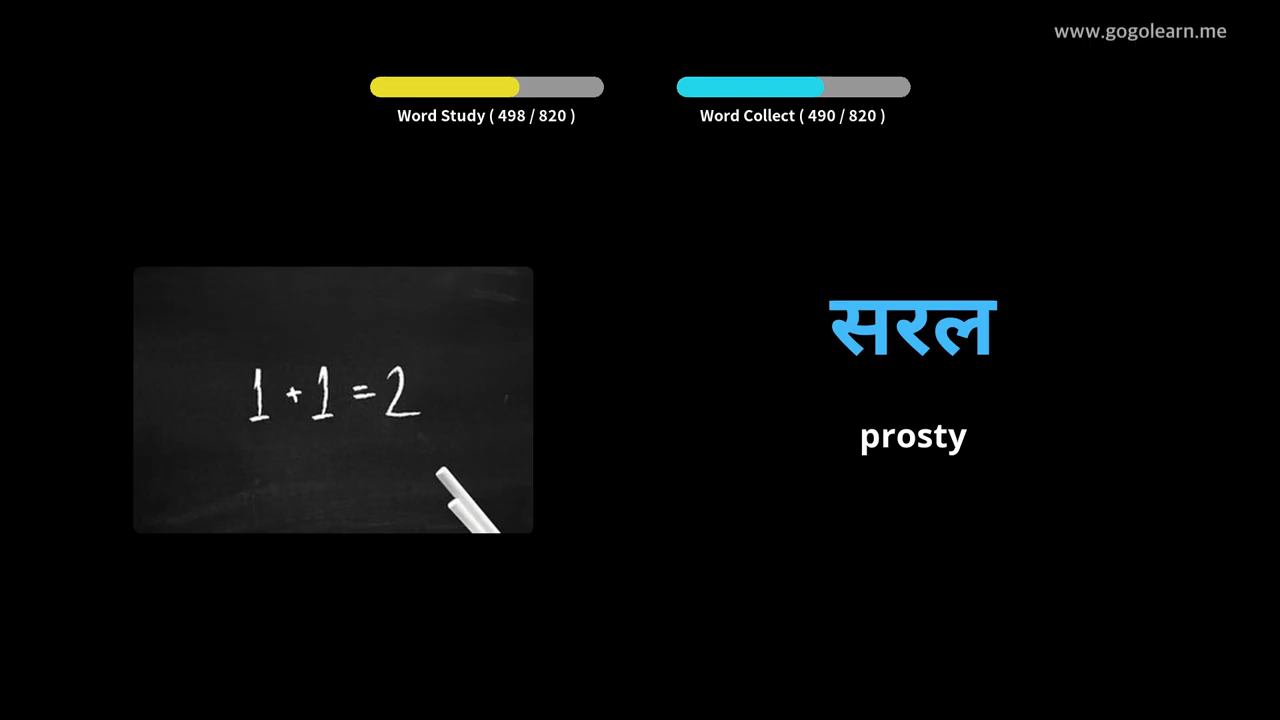 www.gogolearn.me
Word Study ( 498 / 820 )
Word Collect ( 490 / 820 )
1 + 1 = 2
सरल
prosty